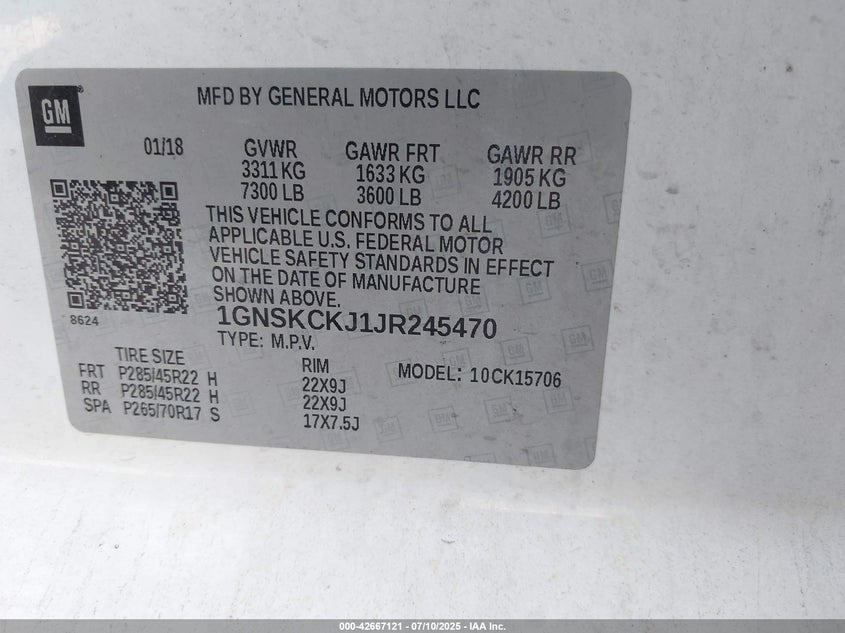 GM
MFD BY GENERAL MOTORS LLC
01/18 GVWR GAWR FRT GAWR RR
3311 KG 1633 KG 1905 KG
7300 LB 3600 LB 4200 LB
THIS VEHICLE CONFORMS TO ALL
APPLICABLE U.S. FEDERAL MOTOR
VEHICLE SAFETY STANDARDS IN EFFECT
ON THE DATE OF MANUFACTURE
SHOWN ABOVE.
8624
1GNSKCKJ1JR245470
TYPE: M.P.V.
TIRE SIZE RIM MODEL: 10CK15706
FRT P285/45R22 H 22X9J
RR P285/45R22 H 22X9J
SPA P265/70R17 S 17X7.5J
000-42667121 - 07/10/2025 - IAA Inc.